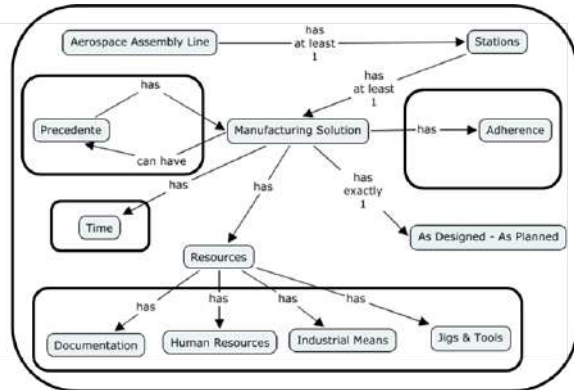 Aerospace Assembly Line
has
at least
1
Stations
has
at least
1
has
Precedente
Manufacturing Solution
has
Adherence
can have
has
has
has
exactly
1
Time
As Designed - As Planned
Resources
has
has
has
has
Documentation
Human Resources
Industrial Means
Jigs & Tools